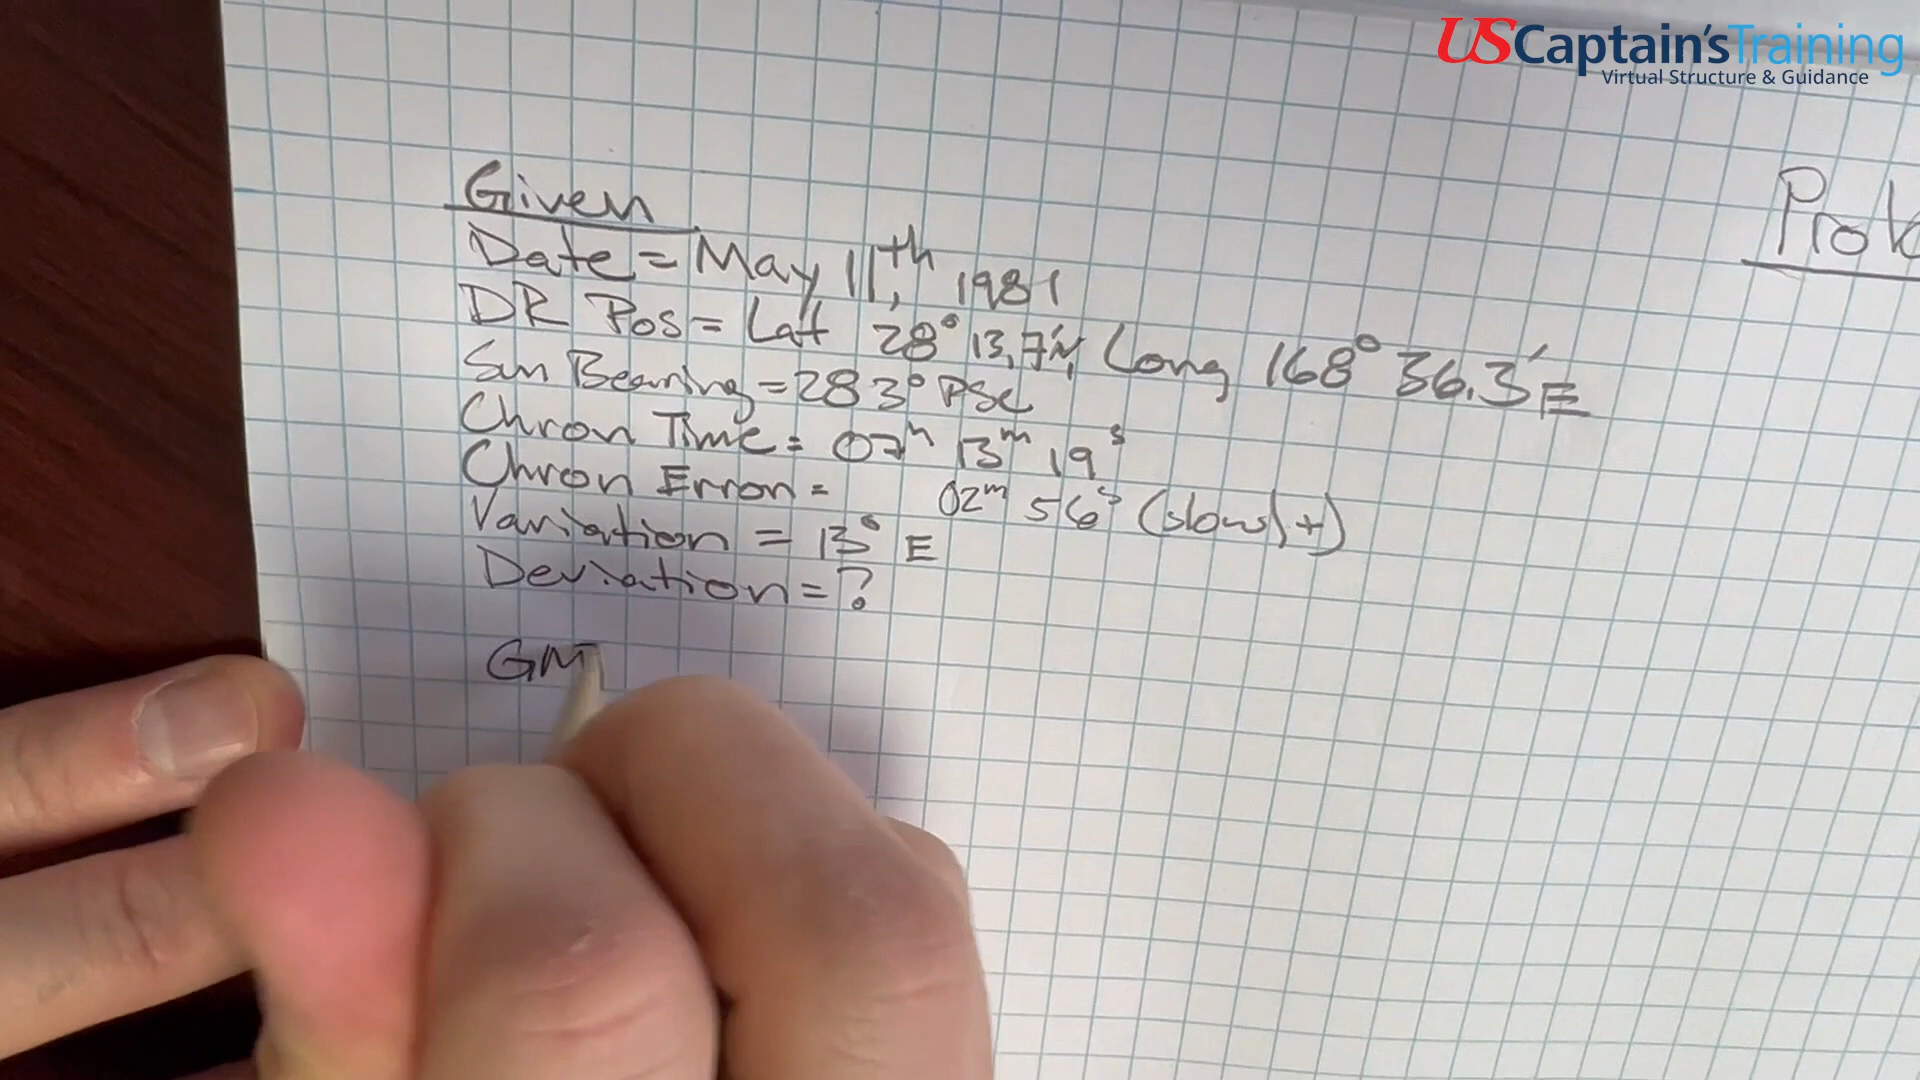 USCaptain'sTraining
Virtual Structure & Guidance
Given
Date = May 11th, 1981
DR Pos = Lat 28° 13.7'N, Long 168° 36.3'E
Sun Bearing = 283° PSC
Chron Time = 07h 13m 19s
Chron Error = 02m 56s (slow, +)
Variation = 13° E
Deviation = ?
GMT
Prob